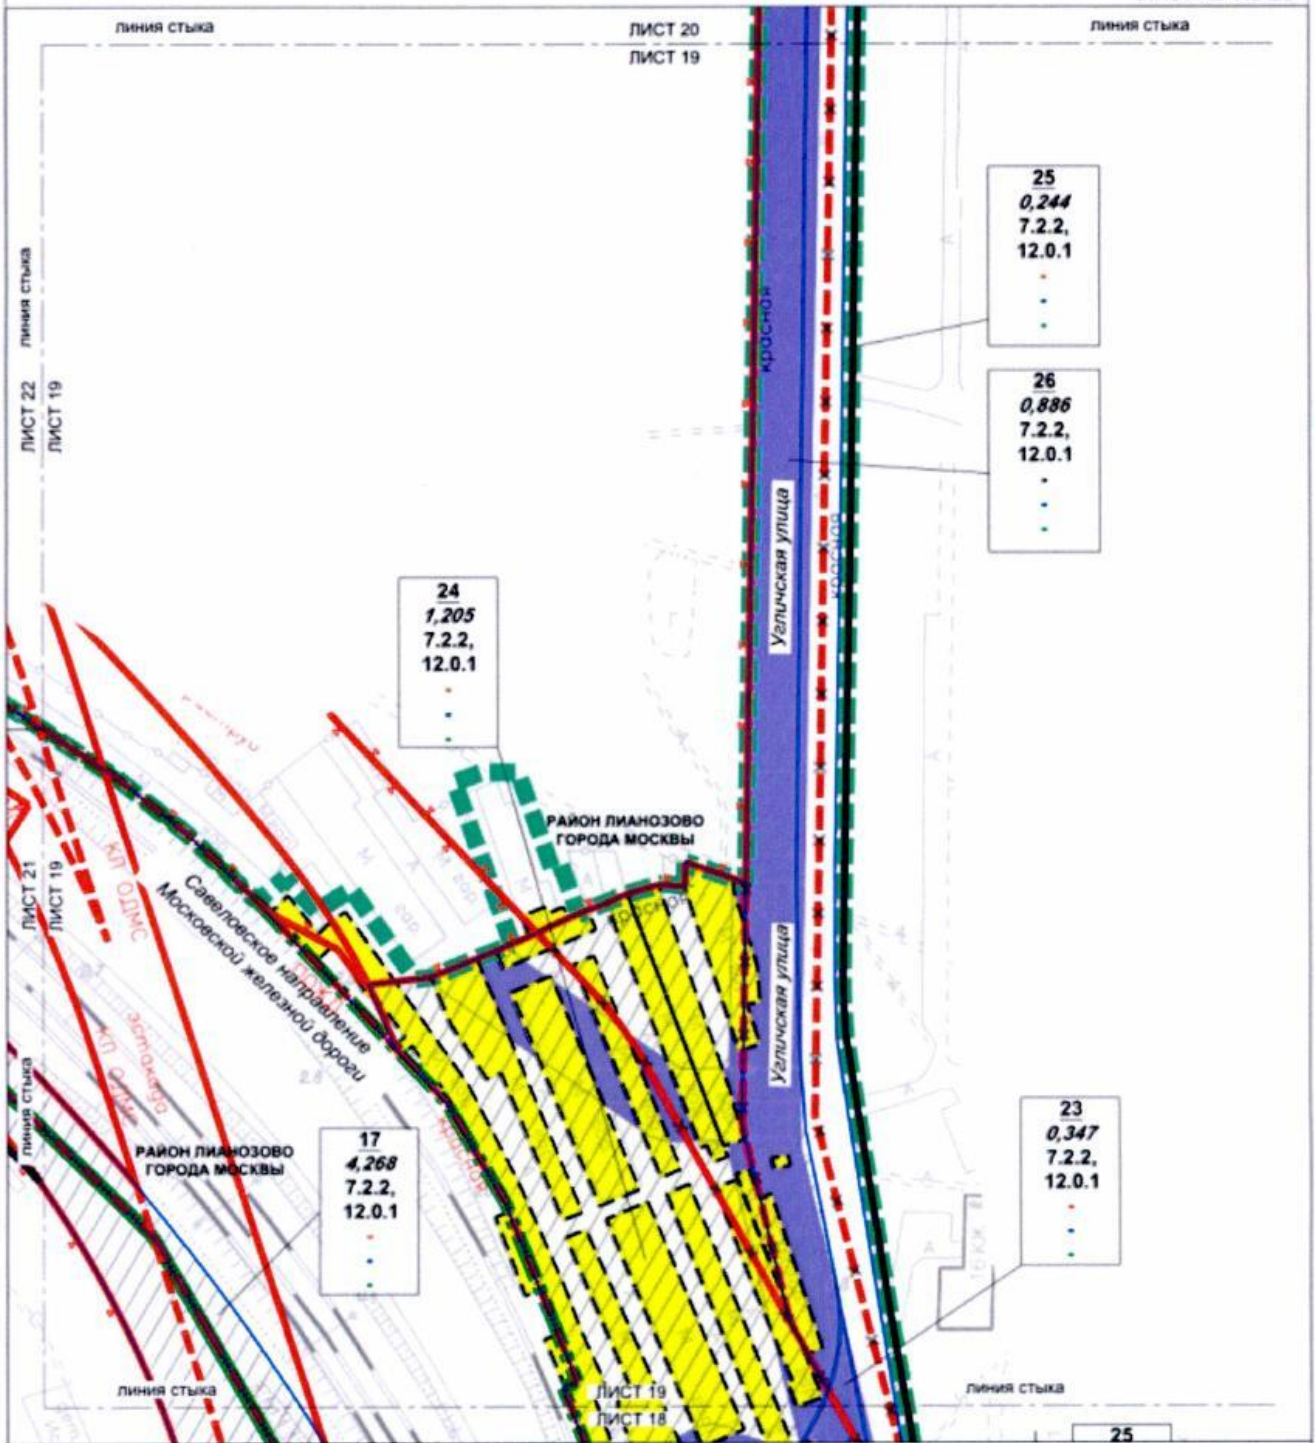 линия стыка
ЛИСТ 20
ЛИСТ 19
линия стыка
25
0,244
7.2.2,
12.0.1
26
0,886
7.2.2,
12.0.1
линия стыка
ЛИСТ 22
ЛИСТ 19
красная
красная
Угличская улица
24
1,205
7.2.2,
12.0.1
РАЙОН ЛИАНОЗОВО
ГОРОДА МОСКВЫ
красная
ЛИСТ 21
ЛИСТ 19
КЛ ОДМС
Савеловское направление
Московской железной дороги
Угличская улица
эстакада
КЛ ОДМС
красная
линия стыка
РАЙОН ЛИАНОЗОВО
ГОРОДА МОСКВЫ
17
4,268
7.2.2,
12.0.1
23
0,347
7.2.2,
12.0.1
линия стыка
ЛИСТ 19
ЛИСТ 18
линия стыка
25